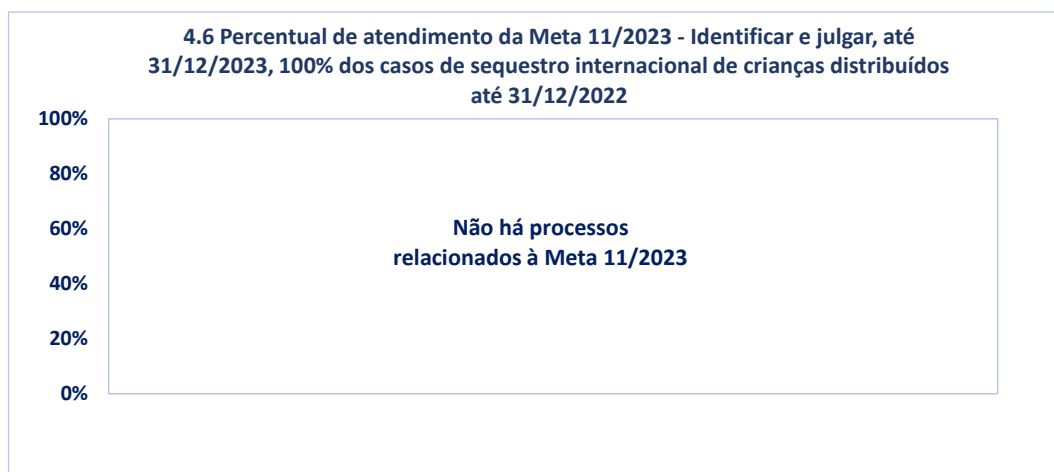 4.6 Percentual de atendimento da Meta 11/2023 - Identificar e julgar, até
31/12/2023, 100% dos casos de sequestro internacional de crianças distribuídos
até 31/12/2022
100%
80%
60%
Não há processos
relacionados à Meta 11/2023
40%
20%
0%